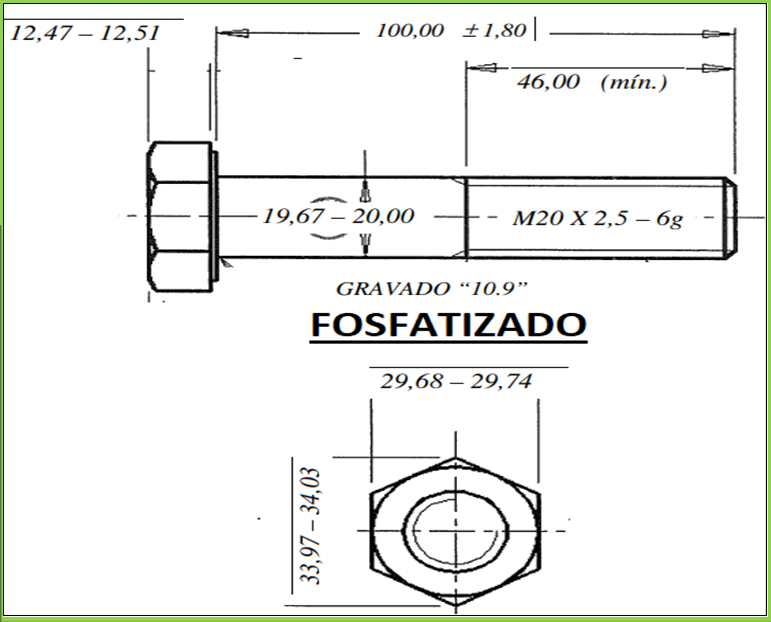 12,47 – 12,51
100,00 ±1,80
46,00 (mín.)
19,67 – 20,00
M20 X 2,5 – 6g
GRAVADO “10.9”
FOSFATIZADO
29,68 – 29,74
33,97 – 34,03